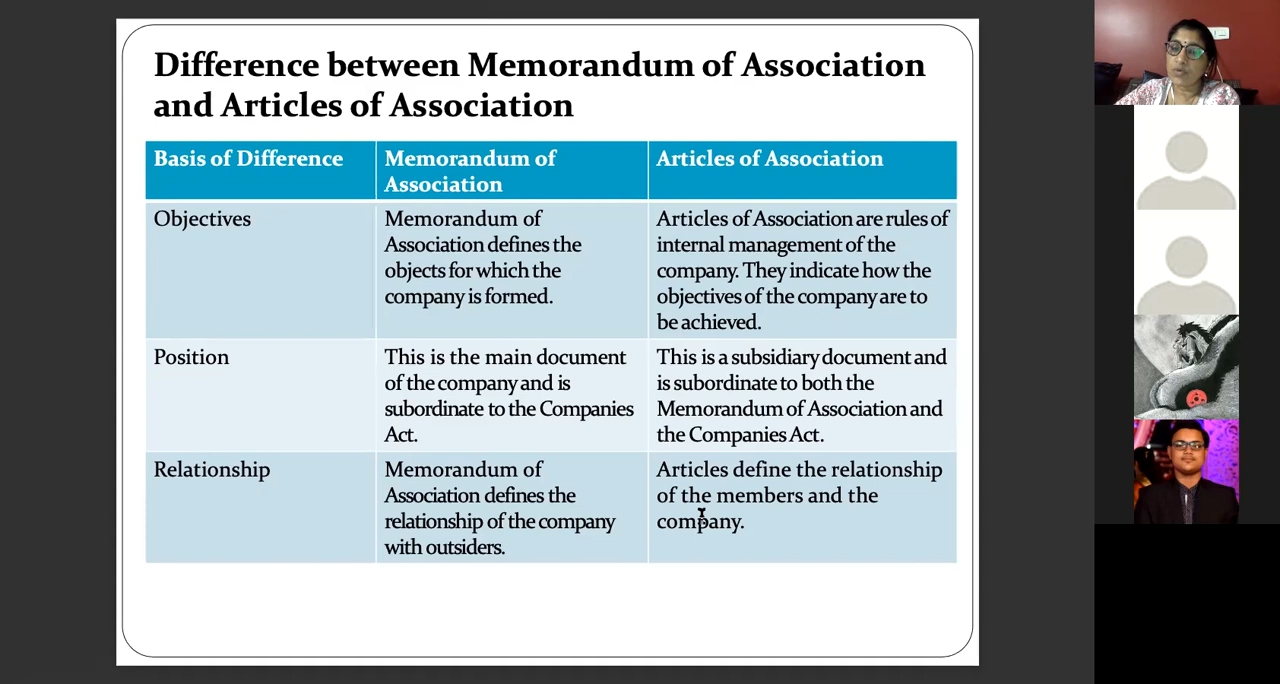 Difference between Memorandum of Association
and Articles of Association
Basis of Difference
Memorandum of
Association
Articles of Association
Objectives
Memorandum of
Association defines the
objects for which the
company is formed.
Articles of Association are rules of
internal management of the
company. They indicate how the
objectives of the company are to
be achieved.
Position
This is the main document
of the company and is
subordinate to the Companies
Act.
This is a subsidiary document and
is subordinate to both the
Memorandum of Association and
the Companies Act.
Relationship
Memorandum of
Association defines the
relationship of the company
with outsiders.
Articles define the relationship
of the members and the
company.